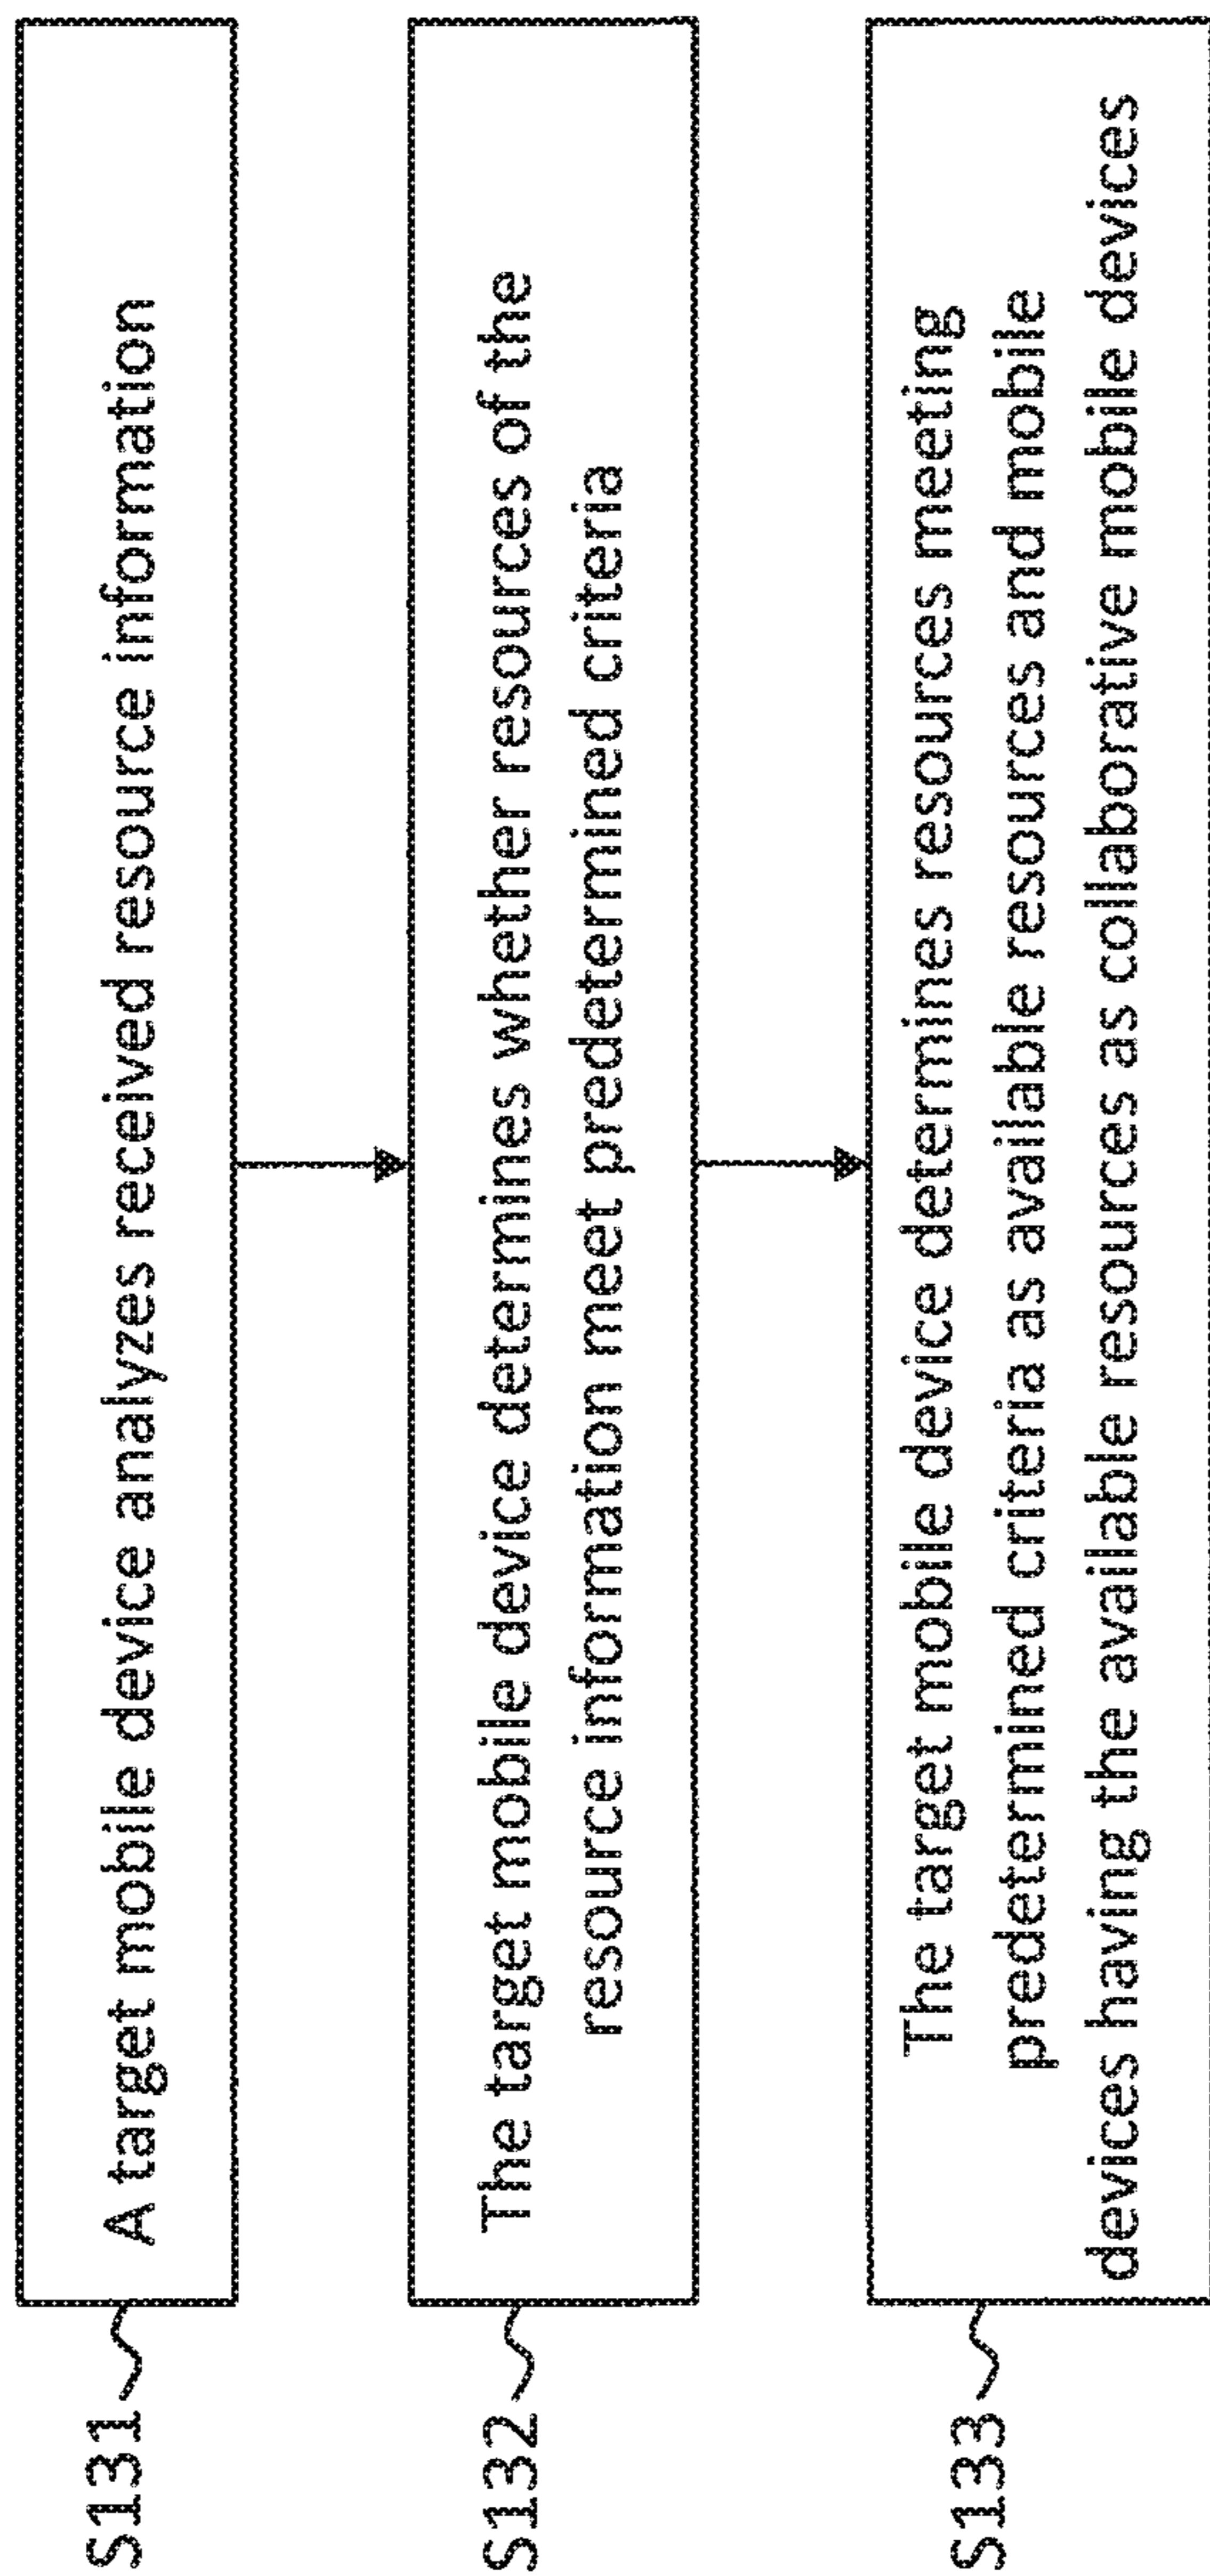 S131
A target mobile device analyzes received resource information
S132
The target mobile device determines whether resources of the
resource information meet predetermined criteria
S133
The target mobile device determines resources meeting
predetermined criteria as available resources and mobile
devices having the available resources as collaborative mobile devices